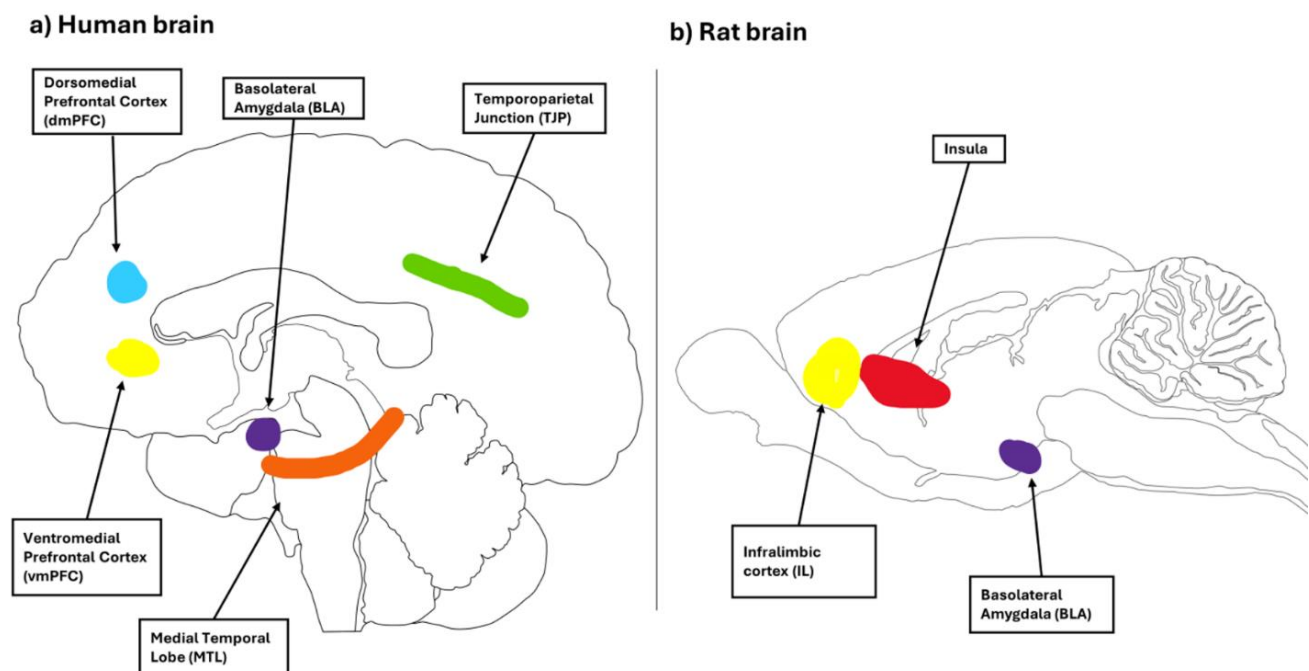 a) Human brain
Dorsomedial
Prefrontal Cortex
(dmPFC)
Basolateral
Amygdala (BLA)
Temporoparietal
Junction (TJP)
Ventromedial
Prefrontal Cortex
(vmPFC)
Medial Temporal
Lobe (MTL)
b) Rat brain
Insula
Infralimbic
cortex (IL)
Basolateral
Amygdala (BLA)